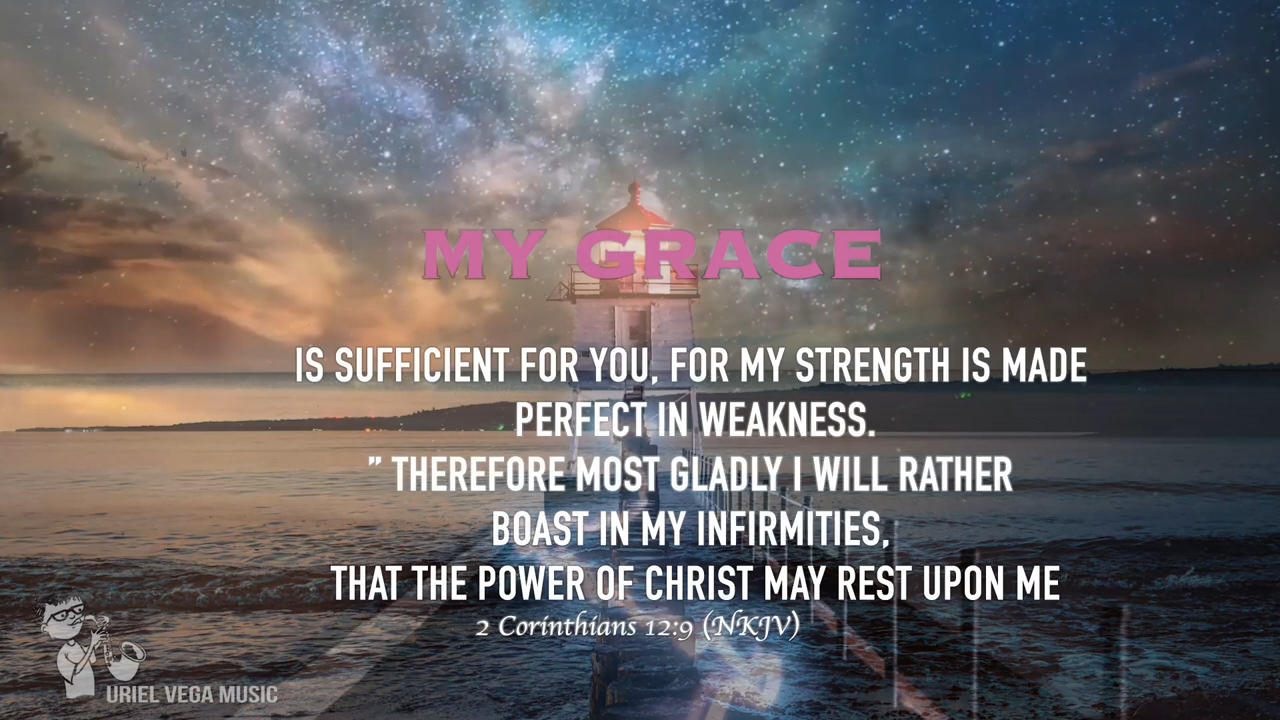 MY GRACE
IS SUFFICIENT FOR YOU, FOR MY STRENGTH IS MADE
PERFECT IN WEAKNESS.
” THEREFORE MOST GLADLY I WILL RATHER
BOAST IN MY INFIRMITIES,
THAT THE POWER OF CHRIST MAY REST UPON ME
2 Corinthians 12:9 (NKJV)
URIEL VEGA MUSIC